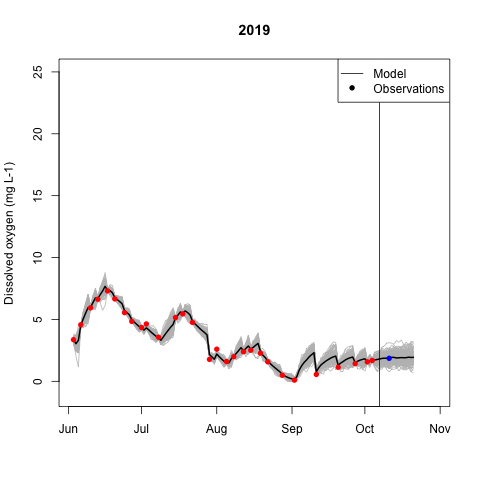 2019
Model
Observations
Dissolved oxygen (mg L-1)
25
20
15
10
5
0
Jun Jul Aug Sep Oct Nov